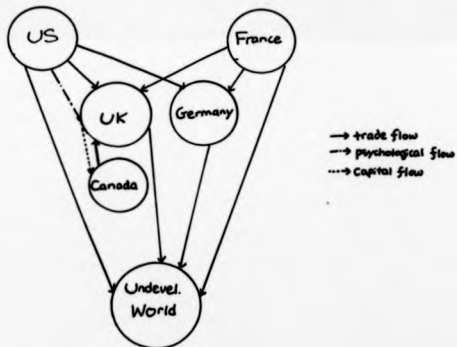 US
France
UK
Germany
Canada
Undevel.
World
trade flow
psychological flow
Capital flow